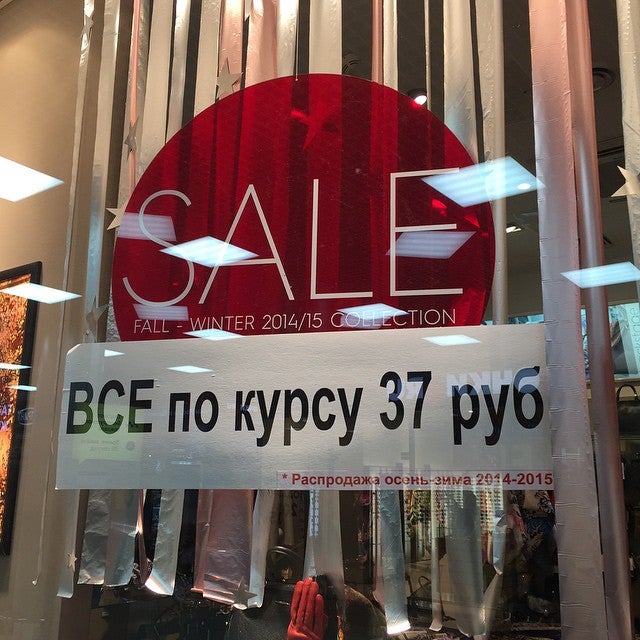 SALE
FALL - WINTER 2014/15 COLLECTION
ВСЕ по курсу 37 руб
* Распродажа осень-зима 2014-2015